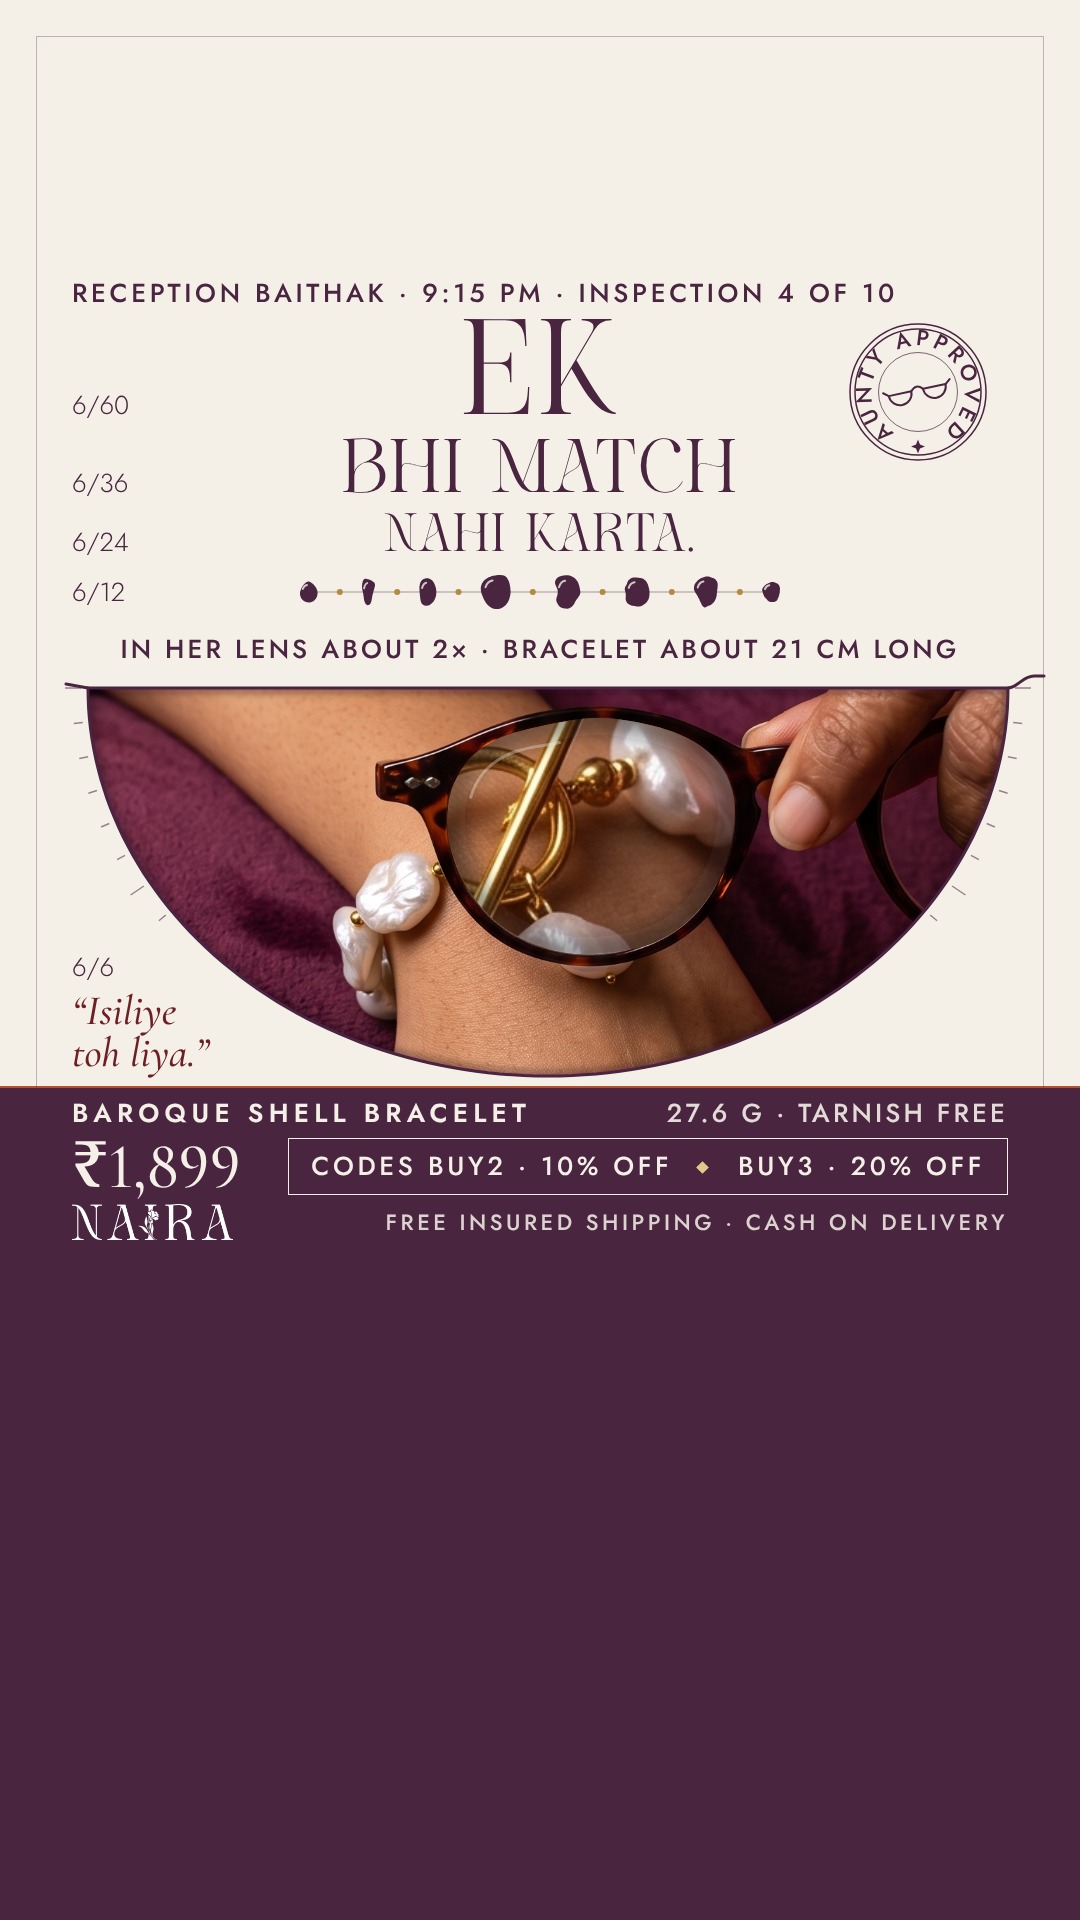 RECEPTION BAITHAK · 9:15 PM · INSPECTION 4 OF 10
EK
AUNTY APPROVED
6/60
BHI MATCH
6/36
NAHI KARTA.
6/24
6/12
IN HER LENS ABOUT 2× · BRACELET ABOUT 21 CM LONG
6/6
“Isiliye
toh liya.”
BAROQUE SHELL BRACELET
27.6 G · TARNISH FREE
₹1,899
CODES BUY2 · 10% OFF ◆ BUY3 · 20% OFF
NAIRA
FREE INSURED SHIPPING · CASH ON DELIVERY